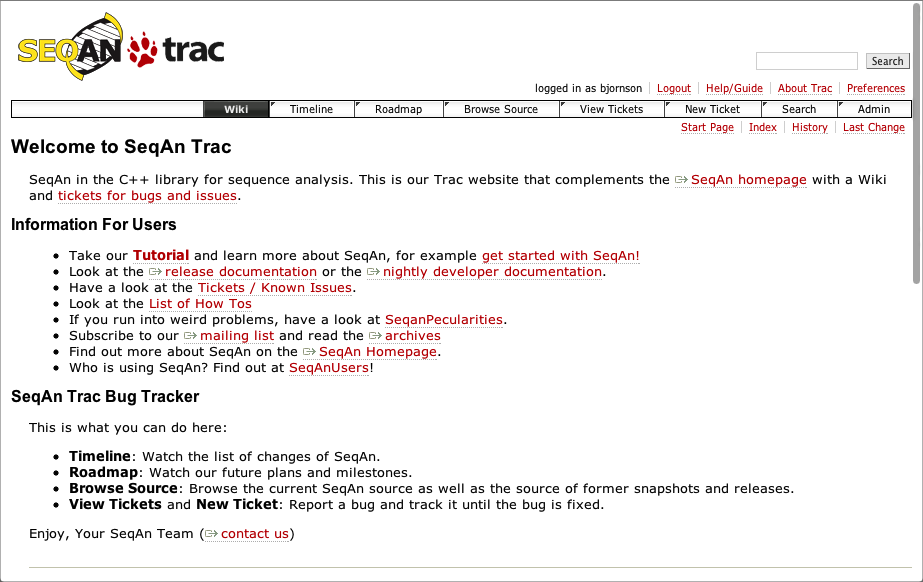 SEQAN trac
Search
logged in as bjornson Logout Help/Guide About Trac Preferences
Wiki Timeline Roadmap Browse Source View Tickets New Ticket Search Admin
Start Page Index History Last Change
Welcome to SeqAn Trac
SeqAn in the C++ library for sequence analysis. This is our Trac website that complements the SeqAn homepage with a Wiki
and tickets for bugs and issues.
Information For Users
Take our Tutorial and learn more about SeqAn, for example get started with SeqAn!
Look at the release documentation or the nightly developer documentation.
Have a look at the Tickets / Known Issues.
Look at the List of How Tos
If you run into weird problems, have a look at SeqanPecularities.
Subscribe to our mailing list and read the archives
Find out more about SeqAn on the SeqAn Homepage.
Who is using SeqAn? Find out at SeqAnUsers!
SeqAn Trac Bug Tracker
This is what you can do here:
Timeline: Watch the list of changes of SeqAn.
Roadmap: Watch our future plans and milestones.
Browse Source: Browse the current SeqAn source as well as the source of former snapshots and releases.
View Tickets and New Ticket: Report a bug and track it until the bug is fixed.
Enjoy, Your SeqAn Team (contact us)